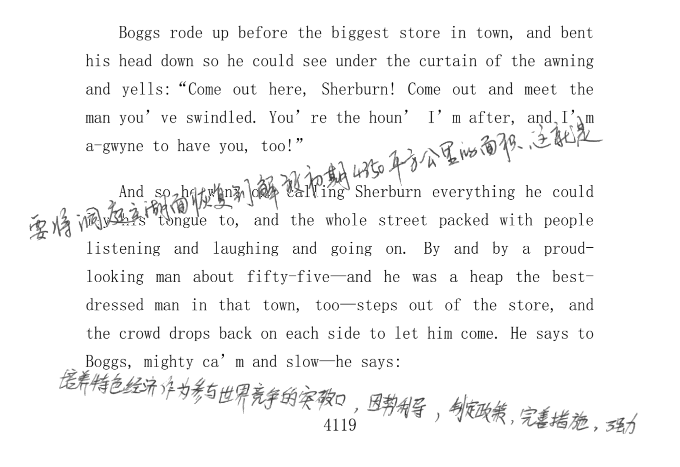 Boggs rode up before the biggest store in town, and bent
his head down so he could see under the curtain of the awning
and yells: “Come out here, Sherburn! Come out and meet the
man you’ve swindled. You’re the houn’ I’m after, and I’m
a-gwyne to have you, too!”
要将洞庭湖面恢复到解放初期4350平方公里的面积.这就是
And so he went on, calling Sherburn everything he could
his tongue to, and the whole street packed with people
listening and laughing and going on. By and by a proud-
looking man about fifty-five—and he was a heap the best-
dressed man in that town, too—steps out of the store, and
the crowd drops back on each side to let him come. He says to
Boggs, mighty ca’m and slow—he says:
培养特色经济作为参与世界竞争的突破口，因势利导，制定政策，完善措施，强力
4119